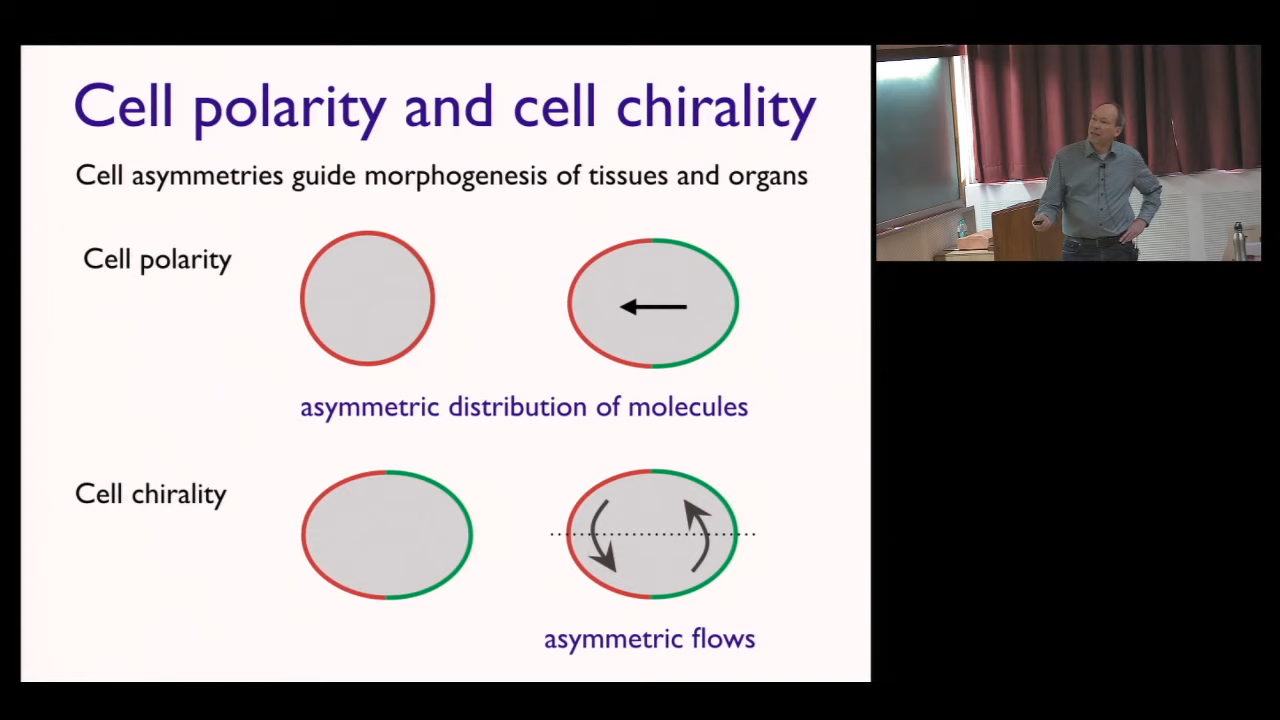 Cell polarity and cell chirality
Cell asymmetries guide morphogenesis of tissues and organs
Cell polarity
asymmetric distribution of molecules
Cell chirality
asymmetric flows